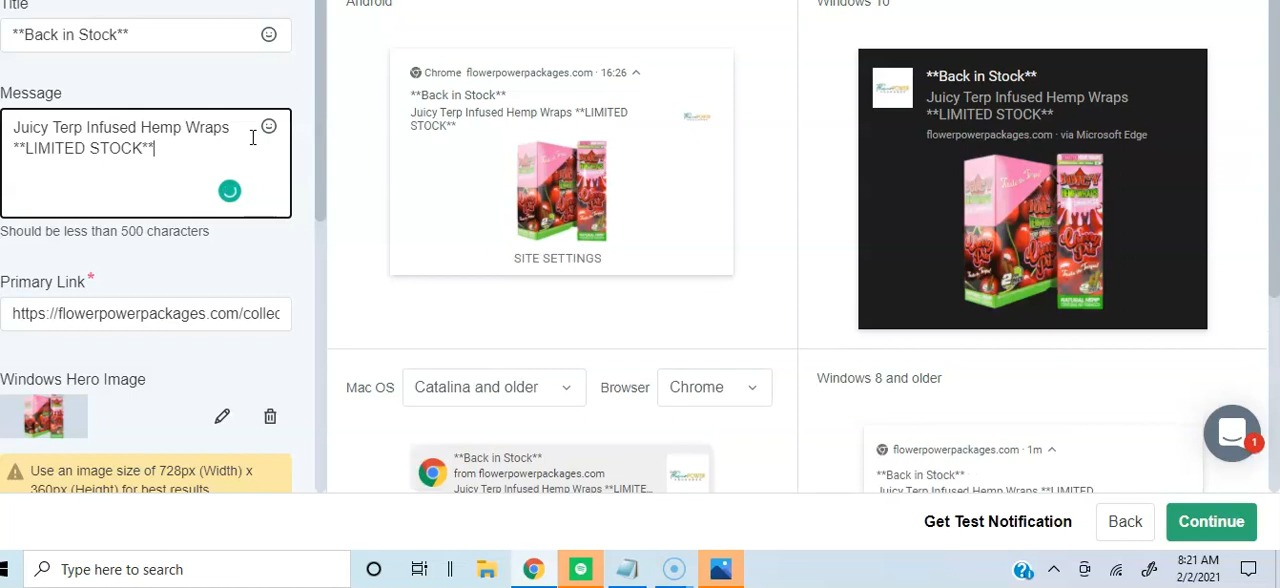 Title
**Back in Stock**
Message
Juicy Terp Infused Hemp Wraps
**LIMITED STOCK**
Should be less than 500 characters
Primary Link*
https://flowerpowerpackages.com/collec
Windows Hero Image
Use an image size of 728px (Width) x
360px (Height) for best results
Android
Chrome flowerpowerpackages.com · 16:26
**Back in Stock**
Juicy Terp Infused Hemp Wraps **LIMITED
STOCK**
SITE SETTINGS
Windows 10
**Back in Stock**
Juicy Terp Infused Hemp Wraps
**LIMITED STOCK**
flowerpowerpackages.com · via Microsoft Edge
JUICY
JUICY
NATURAL HEMP
Mac OS
Catalina and older
Browser
Chrome
**Back in Stock**
from flowerpowerpackages.com
Juicy Terp Infused Hemp Wraps **LIMITE...
Windows 8 and older
flowerpowerpackages.com · 1m
**Back in Stock**
Juicy Terp Infused Hemp Wraps **LIMITED
1
Get Test Notification
Back
Continue
Type here to search
8:21 AM
2/2/2021